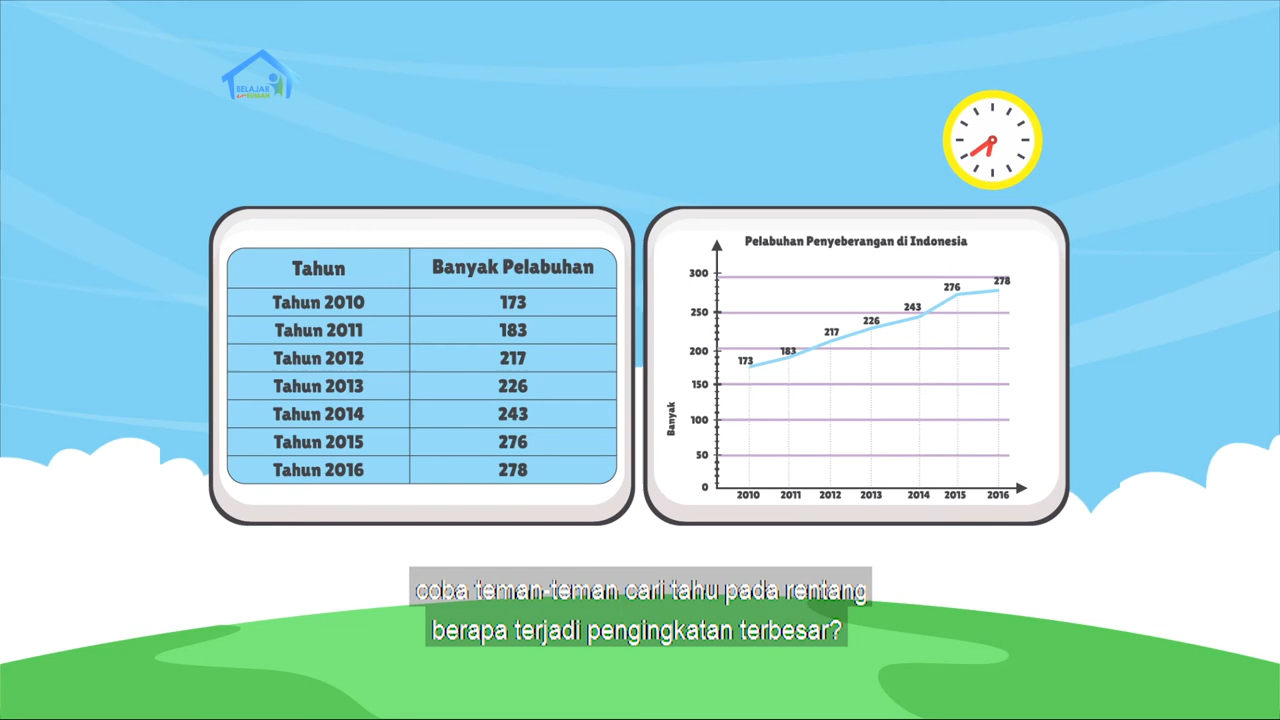 BELAJAR
dari RUMAH
Tahun Banyak Pelabuhan
Tahun 2010 173
Tahun 2011 183
Tahun 2012 217
Tahun 2013 226
Tahun 2014 243
Tahun 2015 276
Tahun 2016 278
Pelabuhan Penyeberangan di Indonesia
Banyak
300
250
200
150
100
50
0
173
183
217
226
243
276
278
2010 2011 2012 2013 2014 2015 2016
coba teman-teman cari tahu pada rentang
berapa terjadi pengingkatan terbesar?